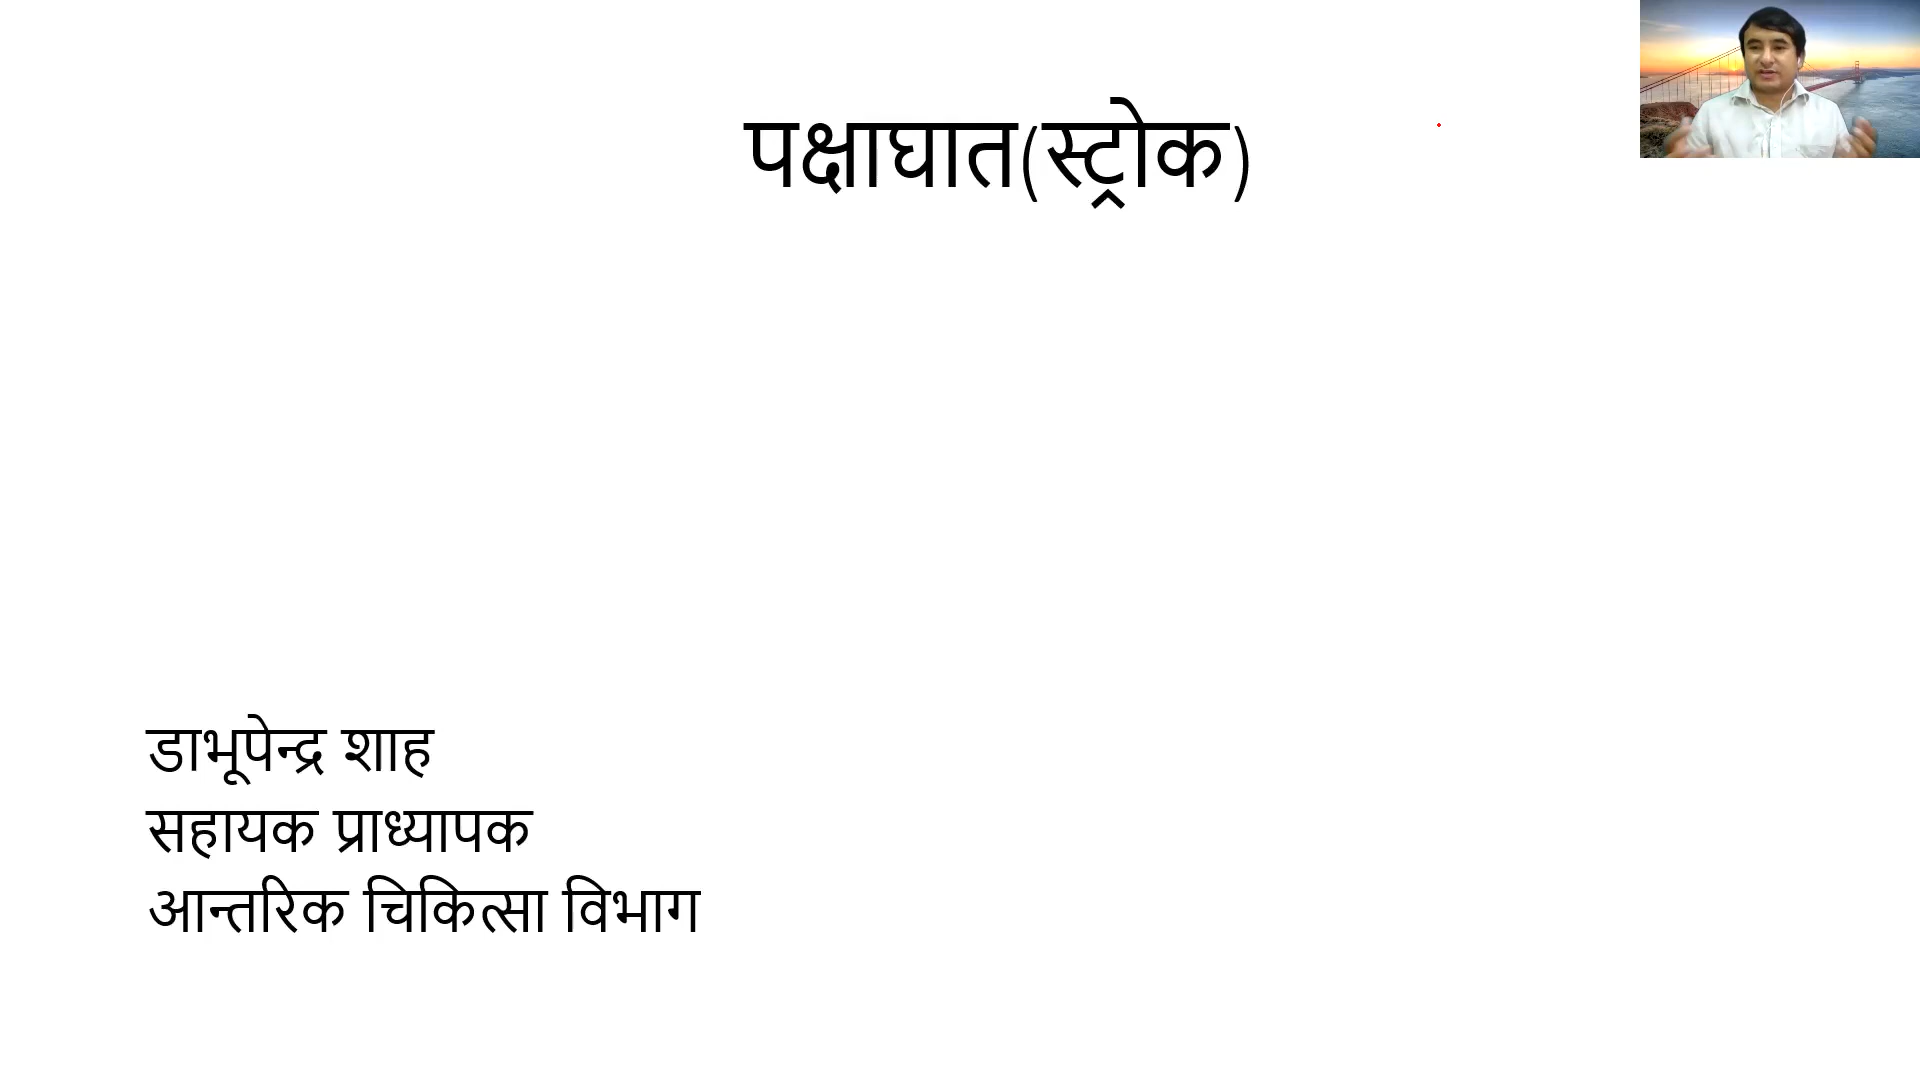 पक्षाघात(स्ट्रोक)
डाभूपेन्द्र शाह
सहायक प्राध्यापक
आन्तरिक चिकित्सा विभाग